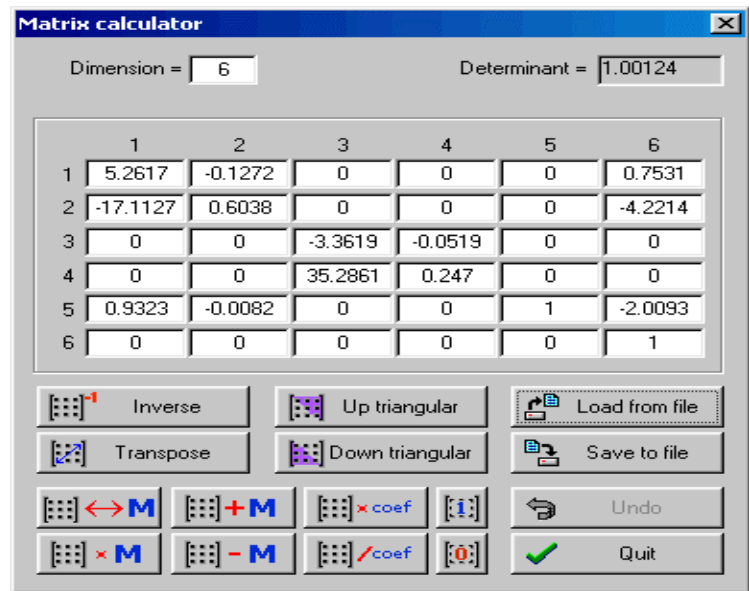 Matrix calculator
Dimension = 6 Determinant = 1.00124
1 2 3 4 5 6
1 5.2617 -0.1272 0 0 0 0.7531
2 -17.1127 0.6038 0 0 0 -4.2214
3 0 0 -3.3619 -0.0519 0 0
4 0 0 35.2861 0.247 0 0
5 0.9323 -0.0082 0 0 1 -2.0093
6 0 0 0 0 0 1
[ ]-1 Inverse Up triangular Load from file
Transpose Down triangular Save to file
[ ]↔M [ ]+M [ ]×coef [1] Undo
[ ]×M [ ]-M [ ]/coef [0] Quit